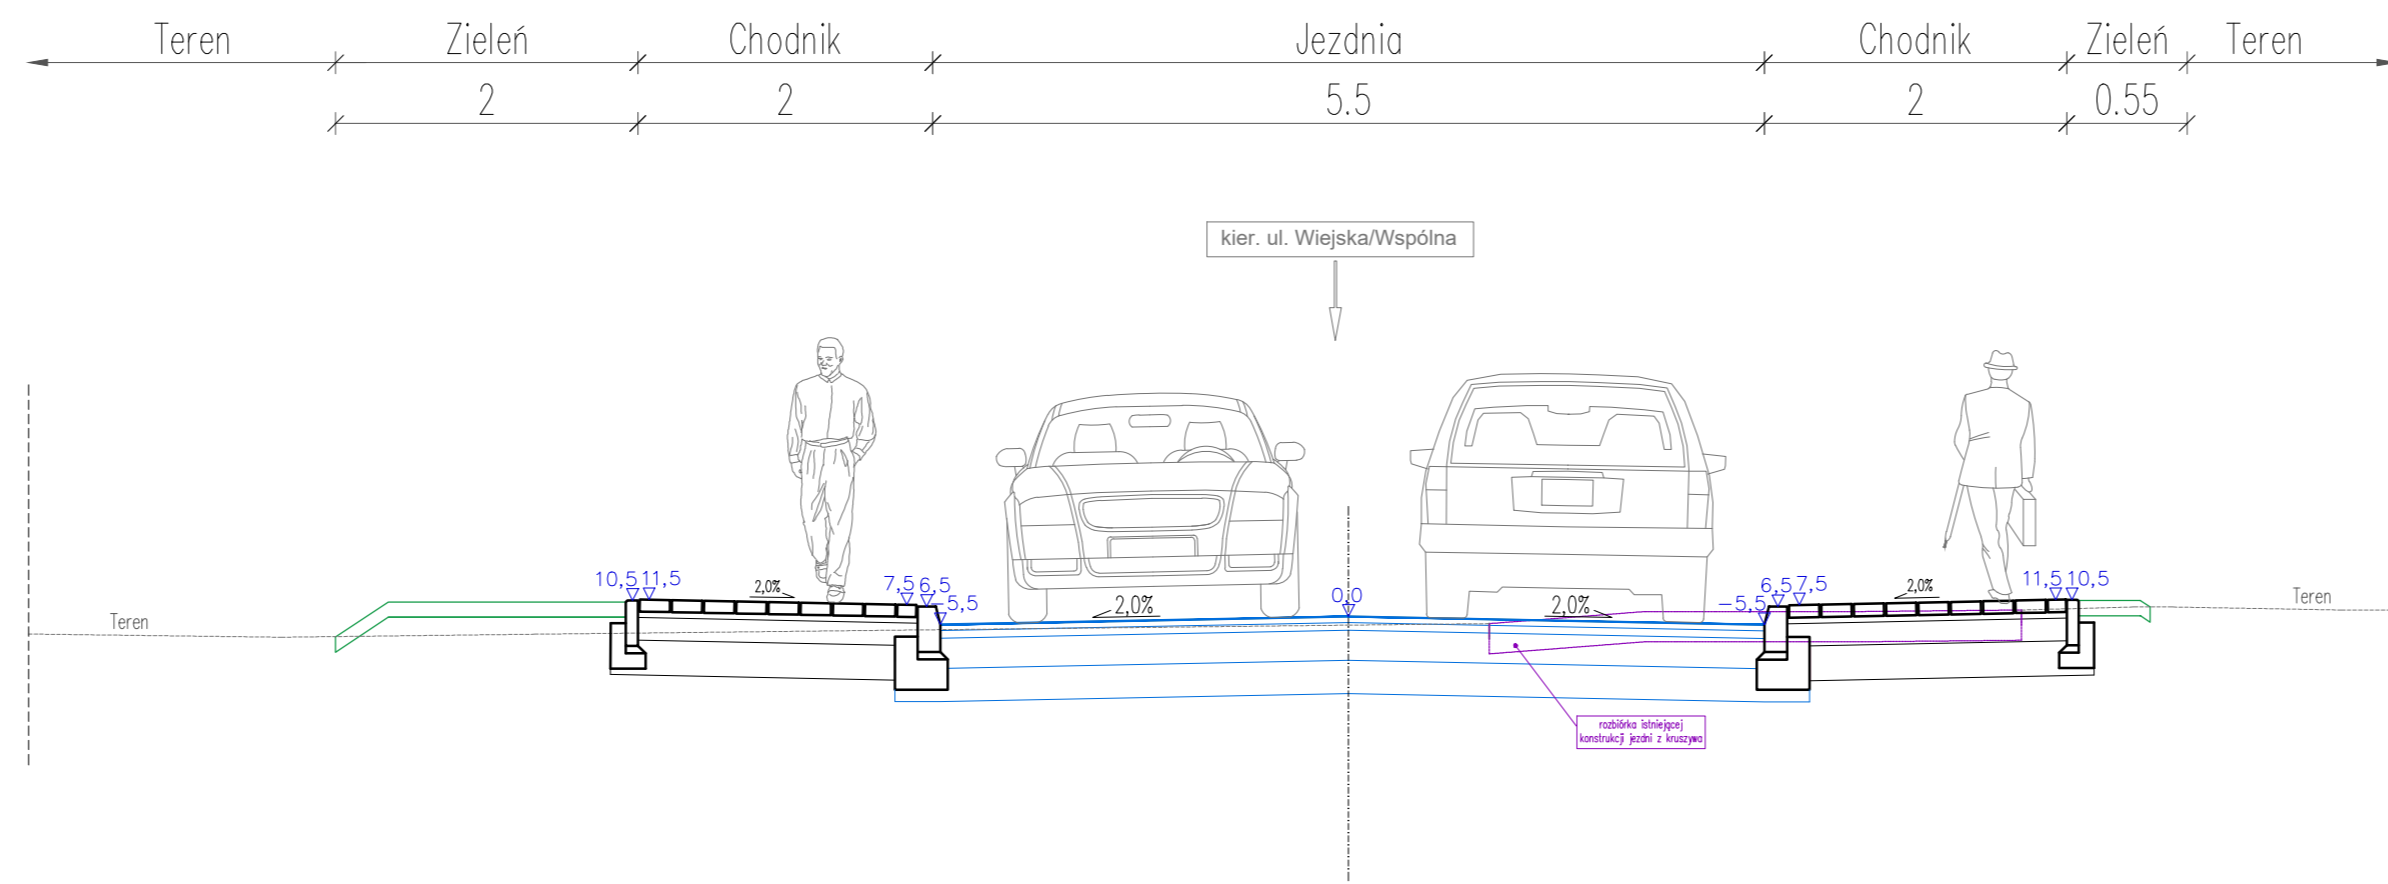 Teren Zieleń Chodnik Jezdnia Chodnik Zieleń Teren
2 2 5.5 2 0.55
kier. ul. Wiejska/Wspólna
10,5 11,5 2,0% 7,5 6,5 -5,5 2,0% 0,0 2,0% -5,5 6,5 7,5 2,0% 11,5 10,5
Teren Teren
rozbiórka istniejącej
konstrukcji jezdni z kruszywa